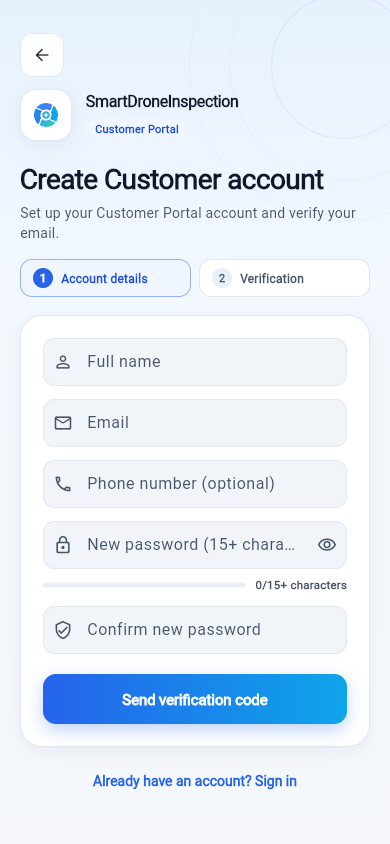 SmartDroneInspection
Customer Portal
Create Customer account
Set up your Customer Portal account and verify your
email.
1 Account details
2 Verification
Full name
Email
Phone number (optional)
New password (15+ chara...
0/15+ characters
Confirm new password
Send verification code
Already have an account? Sign in